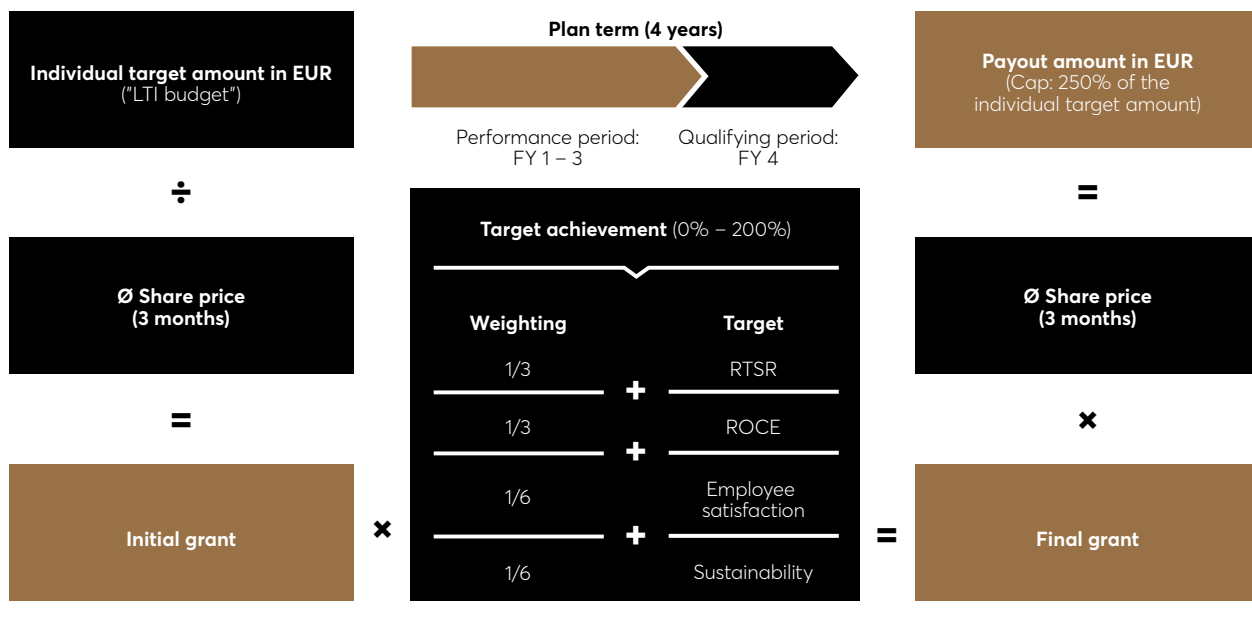 Individual target amount in EUR
("LTI budget")
÷
Ø Share price
(3 months)
=
Initial grant
×
Plan term (4 years)
Performance period:
FY 1 – 3
Qualifying period:
FY 4
Target achievement (0% – 200%)
Weighting Target
1/3 + RTSR
1/3 + ROCE
1/6 + Employee
satisfaction
1/6 Sustainability
=
Payout amount in EUR
(Cap: 250% of the
individual target amount)
=
Ø Share price
(3 months)
×
Final grant